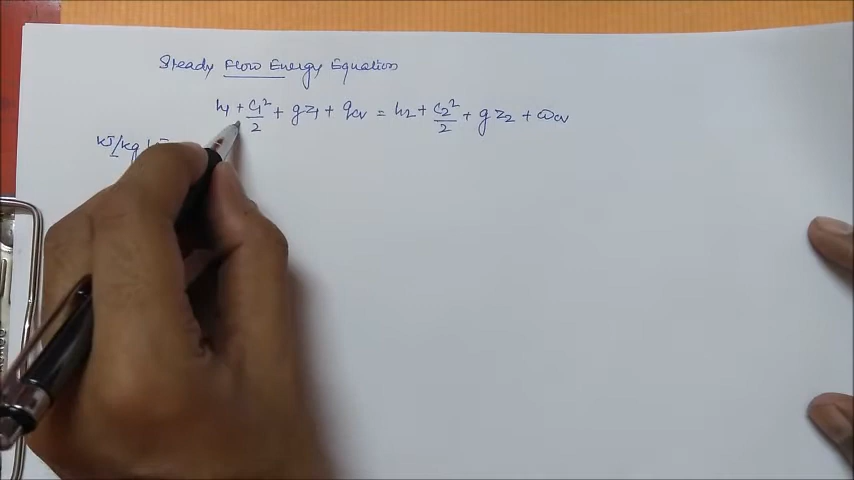 Steady Flow Energy Equation
h₁ + C₁²/2 + gz₁ + qcv = h₂ + C₂²/2 + gz₂ + ωcv
kJ/kg